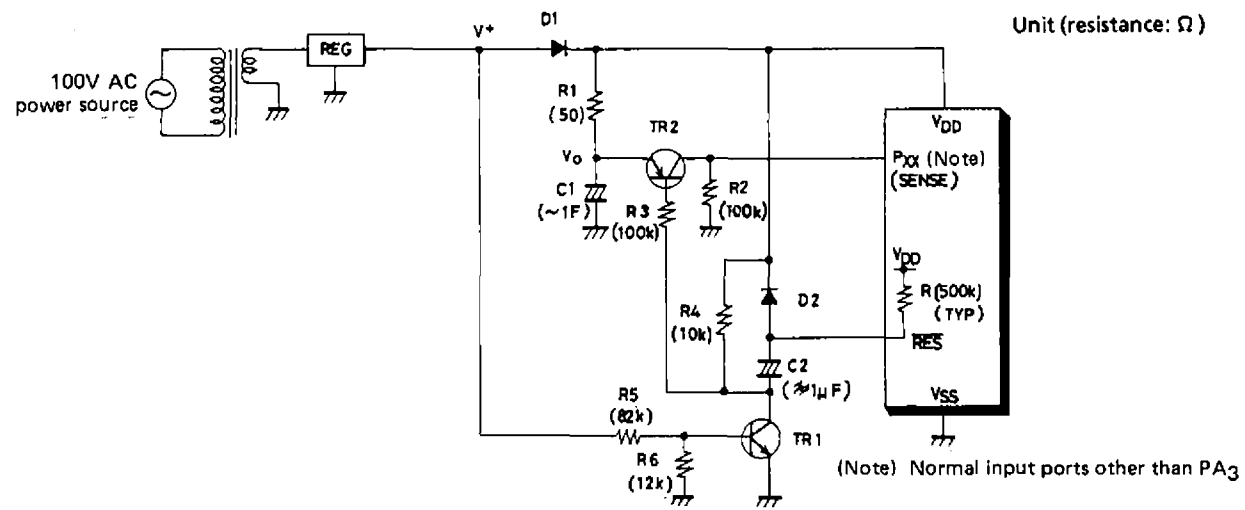 Unit (resistance: Ω)
D1
V⁺
REG
100V AC
power source
R1
(50)
TR2
V₀
C1
(~1F)
R3
(100k)
R2
(100k)
VDD
PXX (Note)
(SENSE)
VDD
R(500k)
(TYP)
RES
D2
R4
(10k)
C2
(≈1μF)
VSS
R5
(82k)
R6
(12k)
TR1
(Note) Normal input ports other than PA₃